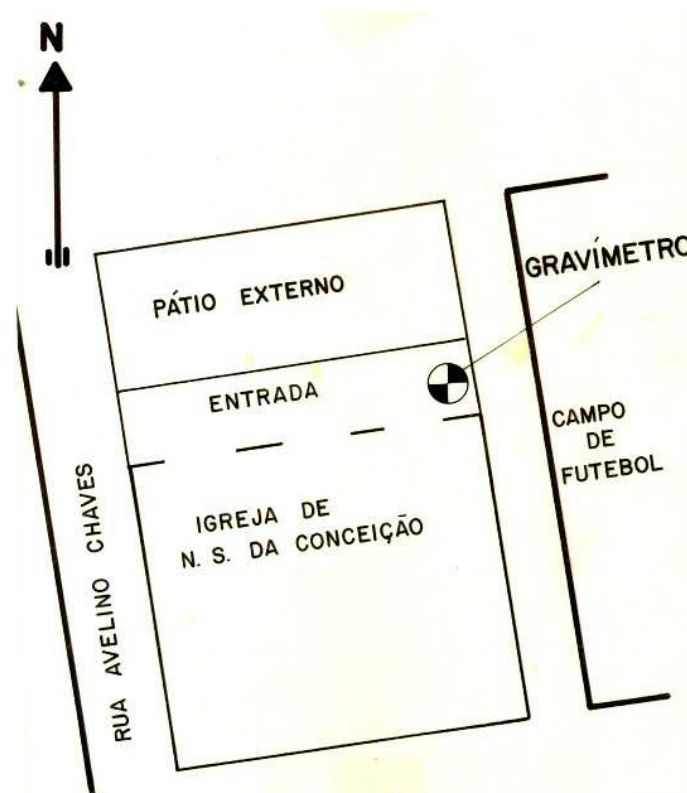 N
GRAVÍMETRO
PÁTIO EXTERNO
ENTRADA
CAMPO
DE
FUTEBOL
IGREJA DE
N. S. DA CONCEIÇÃO
RUA AVELINO CHAVES